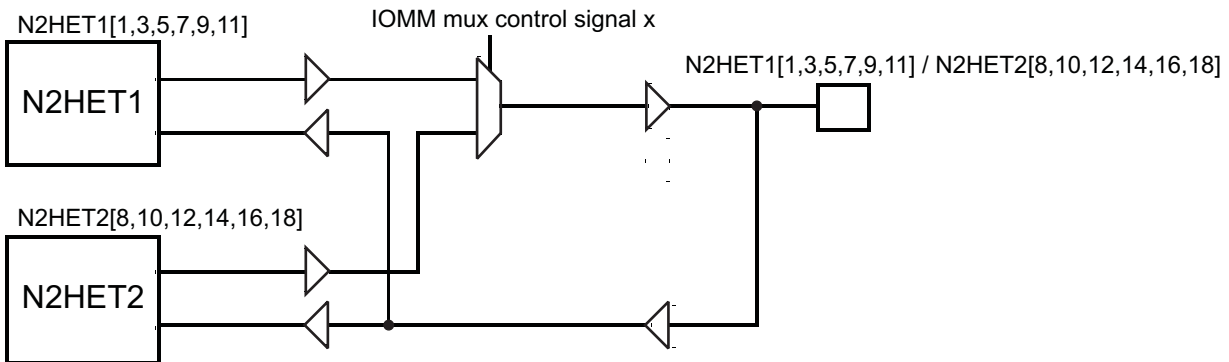 N2HET1[1,3,5,7,9,11]
IOMM mux control signal x
N2HET1[1,3,5,7,9,11] / N2HET2[8,10,12,14,16,18]
N2HET1
N2HET2[8,10,12,14,16,18]
N2HET2